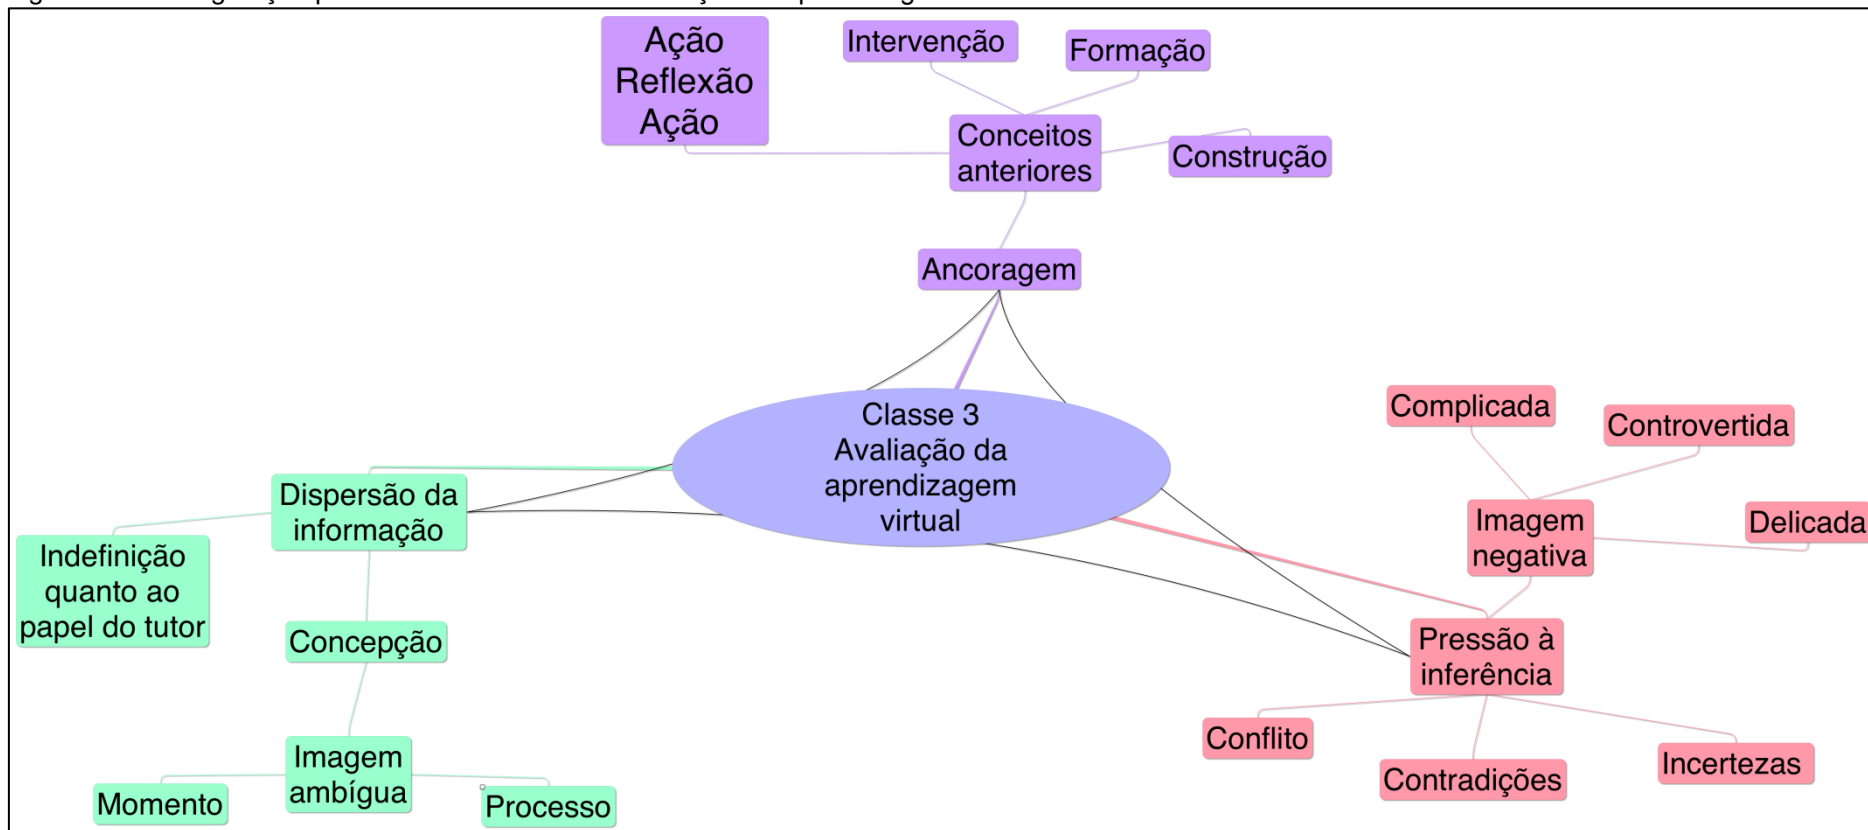 Ação
Reflexão
Ação
Intervenção
Formação
Conceitos
anteriores
Construção
Ancoragem
Classe 3
Avaliação da
aprendizagem
virtual
Complicada
Controvertida
Imagem
negativa
Delicada
Pressão à
inferência
Conflito
Contradições
Incertezas
Dispersão da
informação
Indefinição
quanto ao
papel do tutor
Concepção
Imagem
ambígua
Momento
Processo